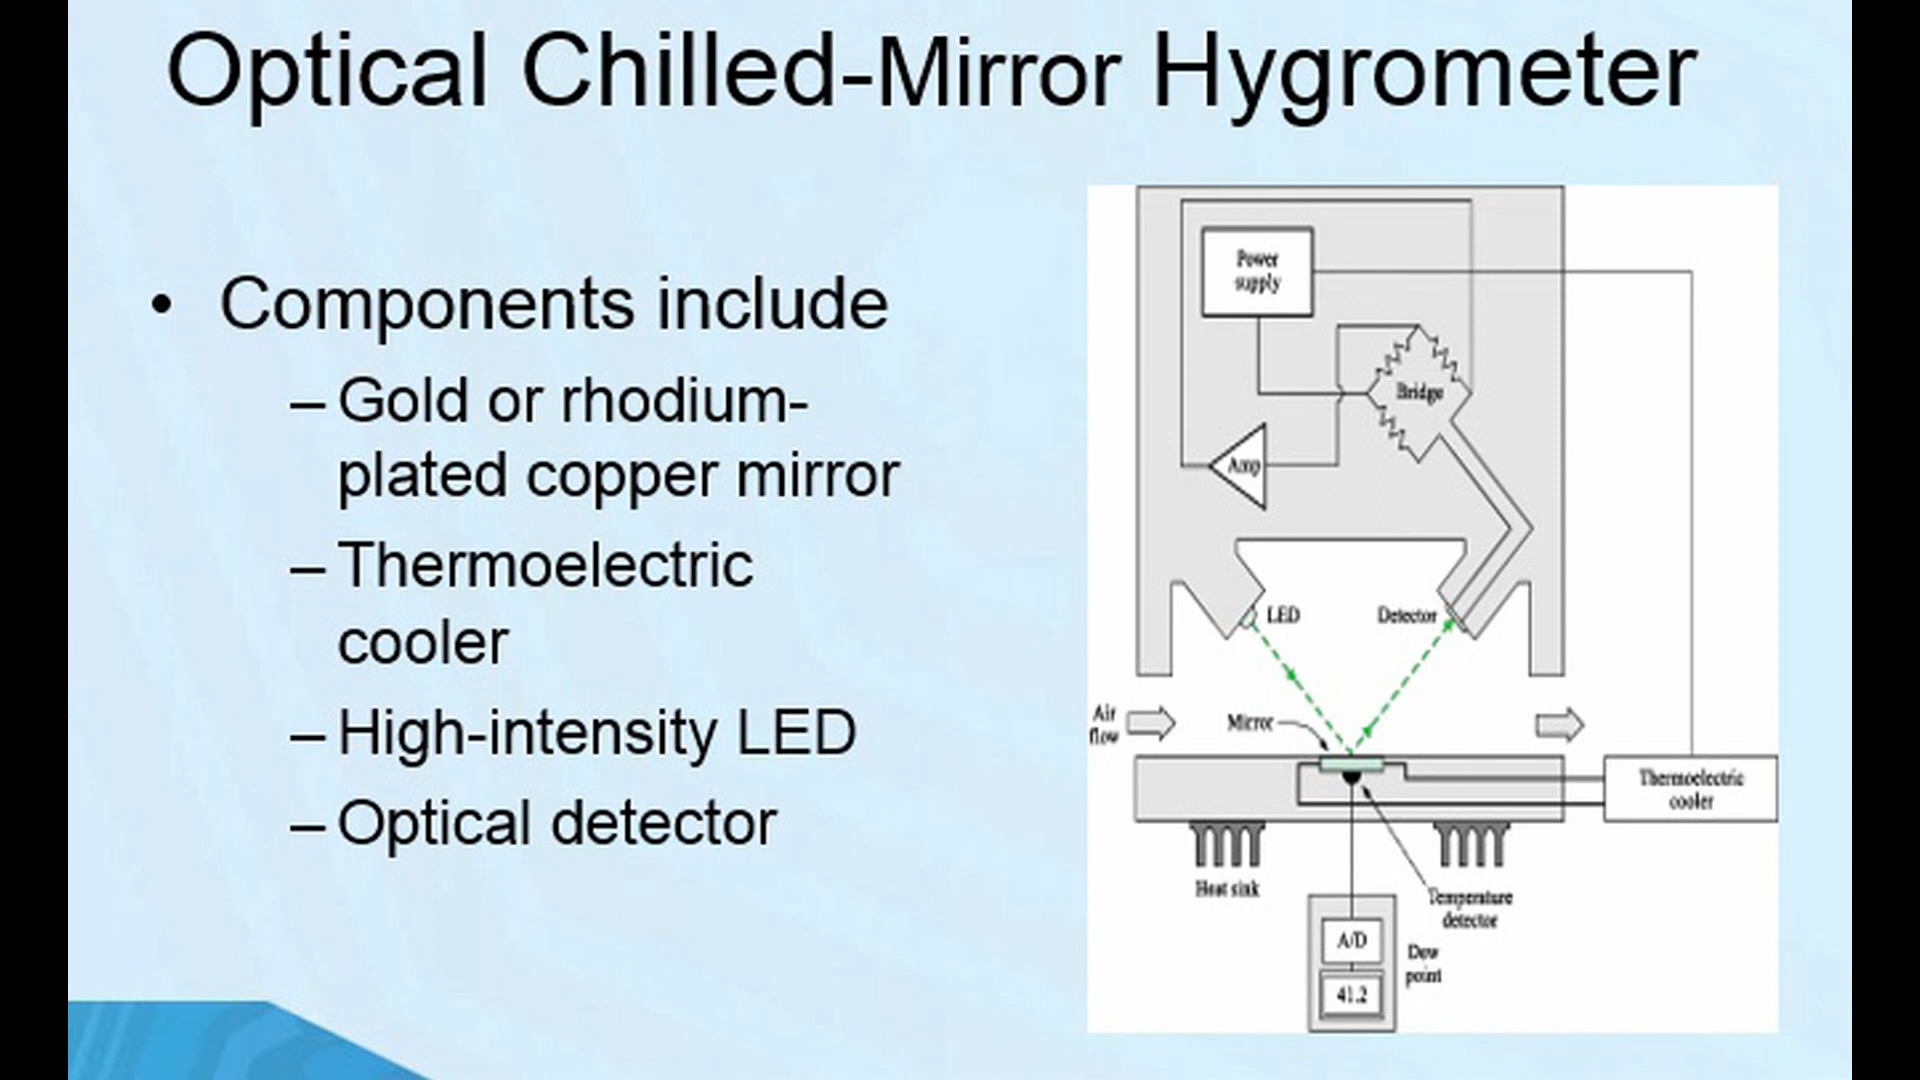 Optical Chilled-Mirror Hygrometer
• Components include
– Gold or rhodium-
plated copper mirror
– Thermoelectric
cooler
– High-intensity LED
– Optical detector
Power
supply
Bridge
Amp
LED
Detector
Air
flow
Mirror
Thermoelectric
cooler
Heat sink
Temperature
detector
A/D
Dew
point
41.2